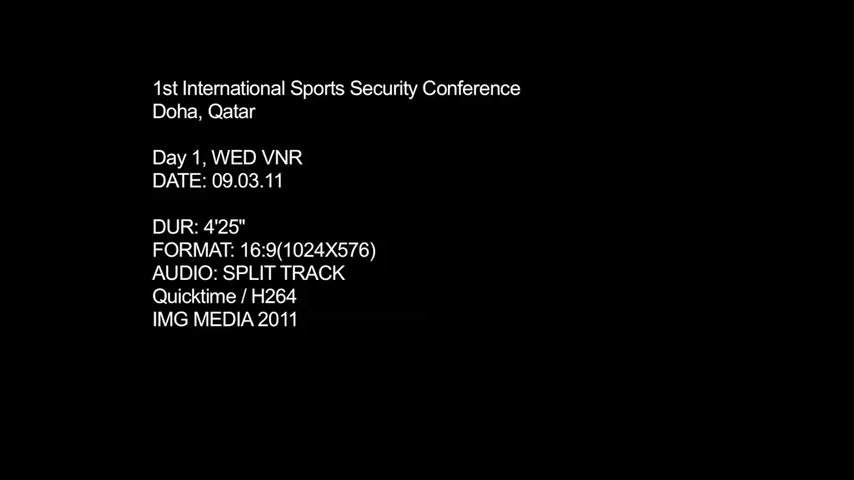 1st International Sports Security Conference
Doha, Qatar
Day 1, WED VNR
DATE: 09.03.11
DUR: 4'25"
FORMAT: 16:9(1024X576)
AUDIO: SPLIT TRACK
Quicktime / H264
IMG MEDIA 2011